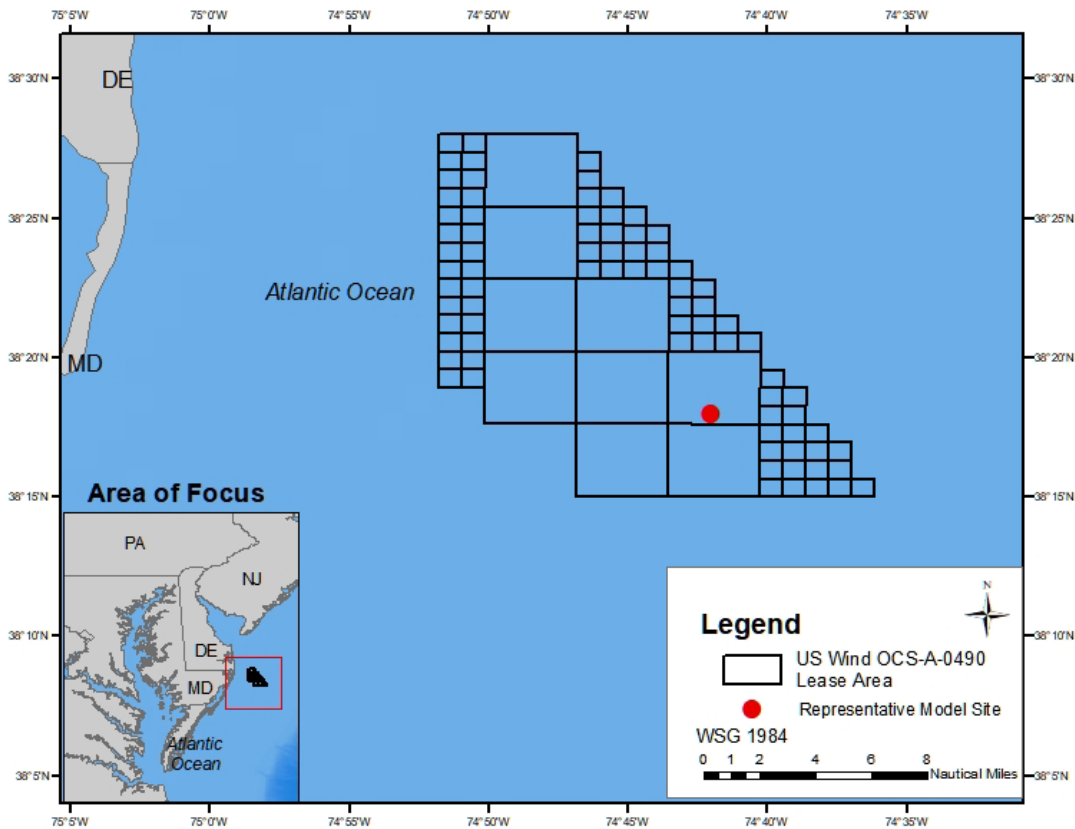 75°5'W 75°0'W 74°55'W 74°50'W 74°45'W 74°40'W 74°35'W
38°30'N 38°30'N
DE
38°25'N 38°25'N
Atlantic Ocean
38°20'N 38°20'N
MD
38°15'N 38°15'N
Area of Focus
PA
NJ
DE
MD
Atlantic
Ocean
N
38°10'N 38°10'N
Legend
US Wind OCS-A-0490
Lease Area
Representative Model Site
WSG 1984
0 1 2 4 6 8
Nautical Miles
38°5'N 38°5'N
75°5'W 75°0'W 74°55'W 74°50'W 74°45'W 74°40'W 74°35'W